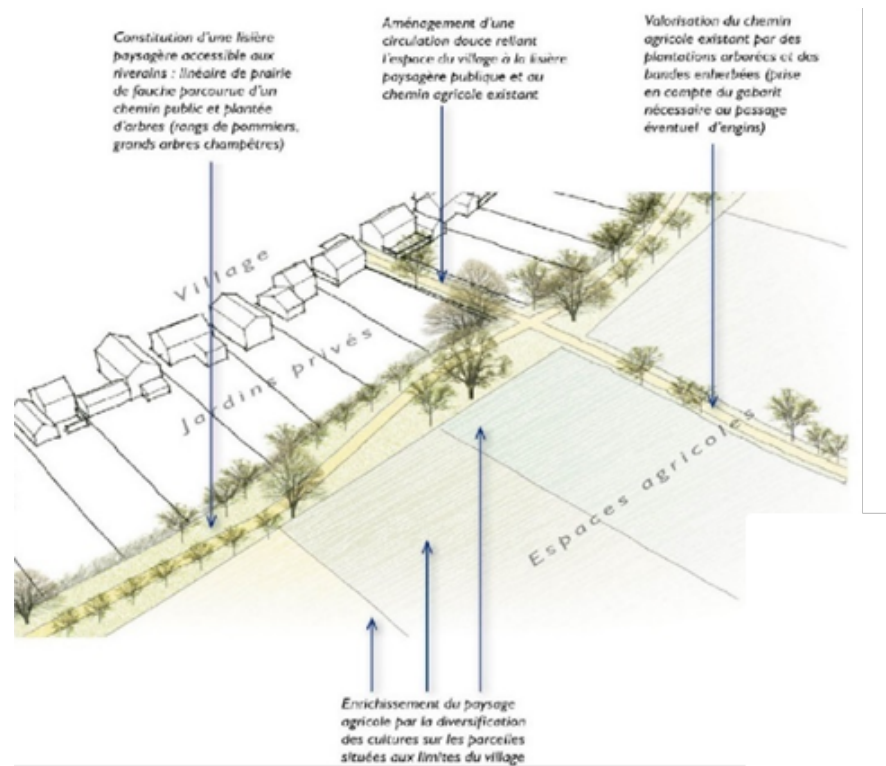 Constitution d'une lisière
paysagère accessible aux
riverains : linéaire de prairie
de fauche parcourue d'un
chemin public et plantée
d'arbres (rangs de pommiers,
grands arbres champêtres)
Aménagement d'une
circulation douce reliant
l'espace du village à la lisière
paysagère publique et au
chemin agricole existant
Valorisation du chemin
agricole existant par des
plantations arborées et des
bandes enherbées (prise
en compte du gabarit
nécessaire au passage
éventuel d'engins)
Village
Jardins privés
Espaces agricoles
Enrichissement du paysage
agricole par la diversification
des cultures sur les parcelles
situées aux limites du village